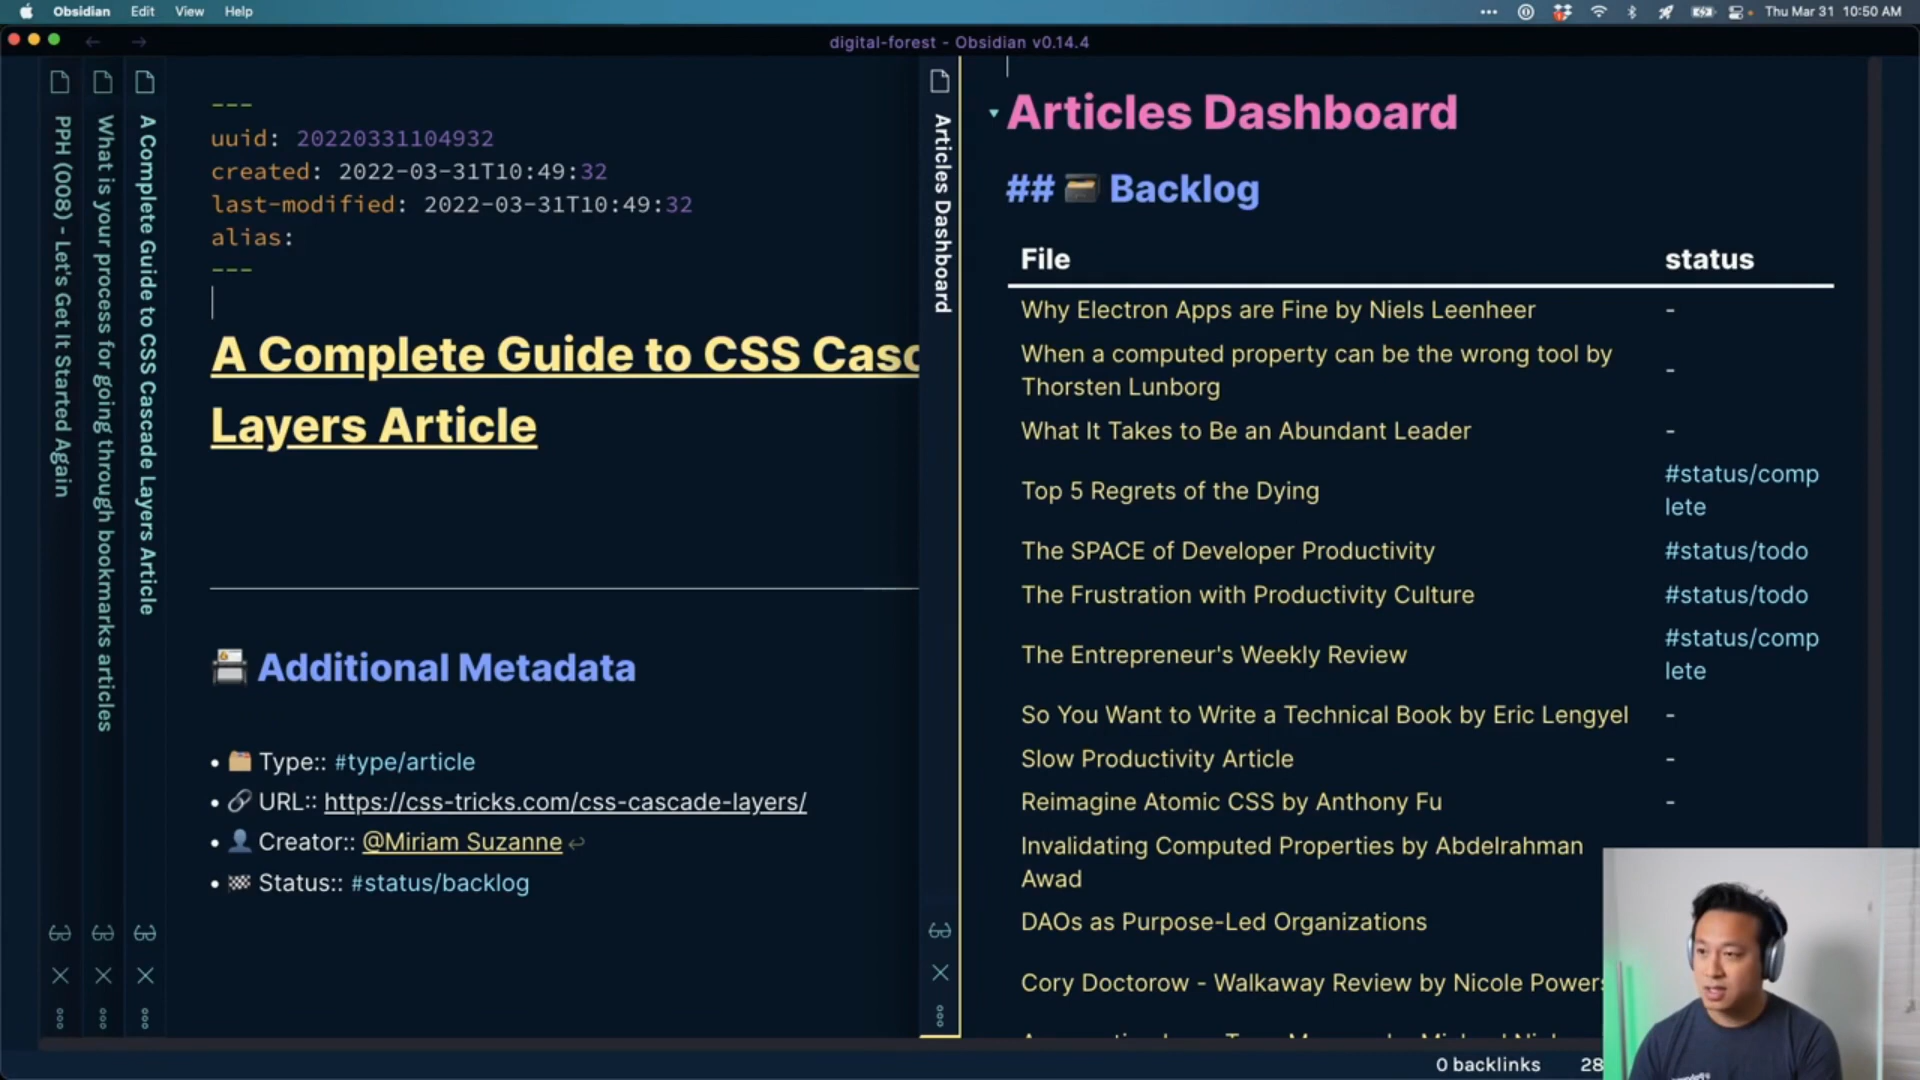 Obsidian Edit View Help
Thu Mar 31 10:50 AM
digital-forest - Obsidian v0.14.4
PPH (008) - Let's Get It Started Again
What is your process for going through bookmarks articles
A Complete Guide to CSS Cascade Layers Article
---
uuid: 20220331104932
created: 2022-03-31T10:49:32
last-modified: 2022-03-31T10:49:32
alias:
---
A Complete Guide to CSS Casc
Layers Article
Additional Metadata
• Type:: #type/article
• URL:: https://css-tricks.com/css-cascade-layers/
• Creator:: @Miriam Suzanne
• Status:: #status/backlog
Articles Dashboard
Articles Dashboard
## Backlog
File status
Why Electron Apps are Fine by Niels Leenheer -
When a computed property can be the wrong tool by
Thorsten Lunborg -
What It Takes to Be an Abundant Leader -
Top 5 Regrets of the Dying #status/comp
lete
The SPACE of Developer Productivity #status/todo
The Frustration with Productivity Culture #status/todo
The Entrepreneur's Weekly Review #status/comp
lete
So You Want to Write a Technical Book by Eric Lengyel -
Slow Productivity Article -
Reimagine Atomic CSS by Anthony Fu -
Invalidating Computed Properties by Abdelrahman
Awad
DAOs as Purpose-Led Organizations
Cory Doctorow - Walkaway Review by Nicole Powers
0 backlinks 28